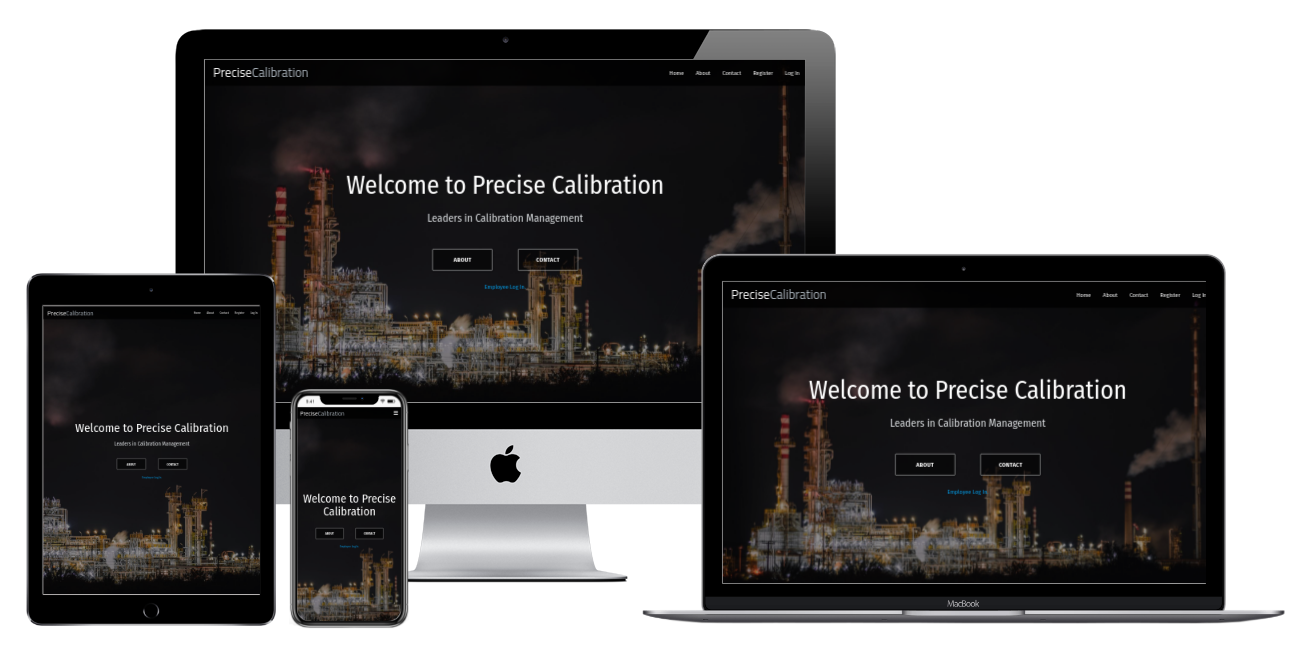 PreciseCalibration
Home About Contact Register Log In
Welcome to Precise Calibration
Leaders in Calibration Management
ABOUT CONTACT
Employee Log In
PreciseCalibration
Home About Contact Register Log In
Welcome to Precise Calibration
Leaders in Calibration Management
ABOUT CONTACT
Employee Log In
9:41
PreciseCalibration
Welcome to Precise
Calibration
ABOUT CONTACT
PreciseCalibration
Home About Contact Register Log In
Welcome to Precise Calibration
Leaders in Calibration Management
ABOUT CONTACT
Employee Log In
MacBook